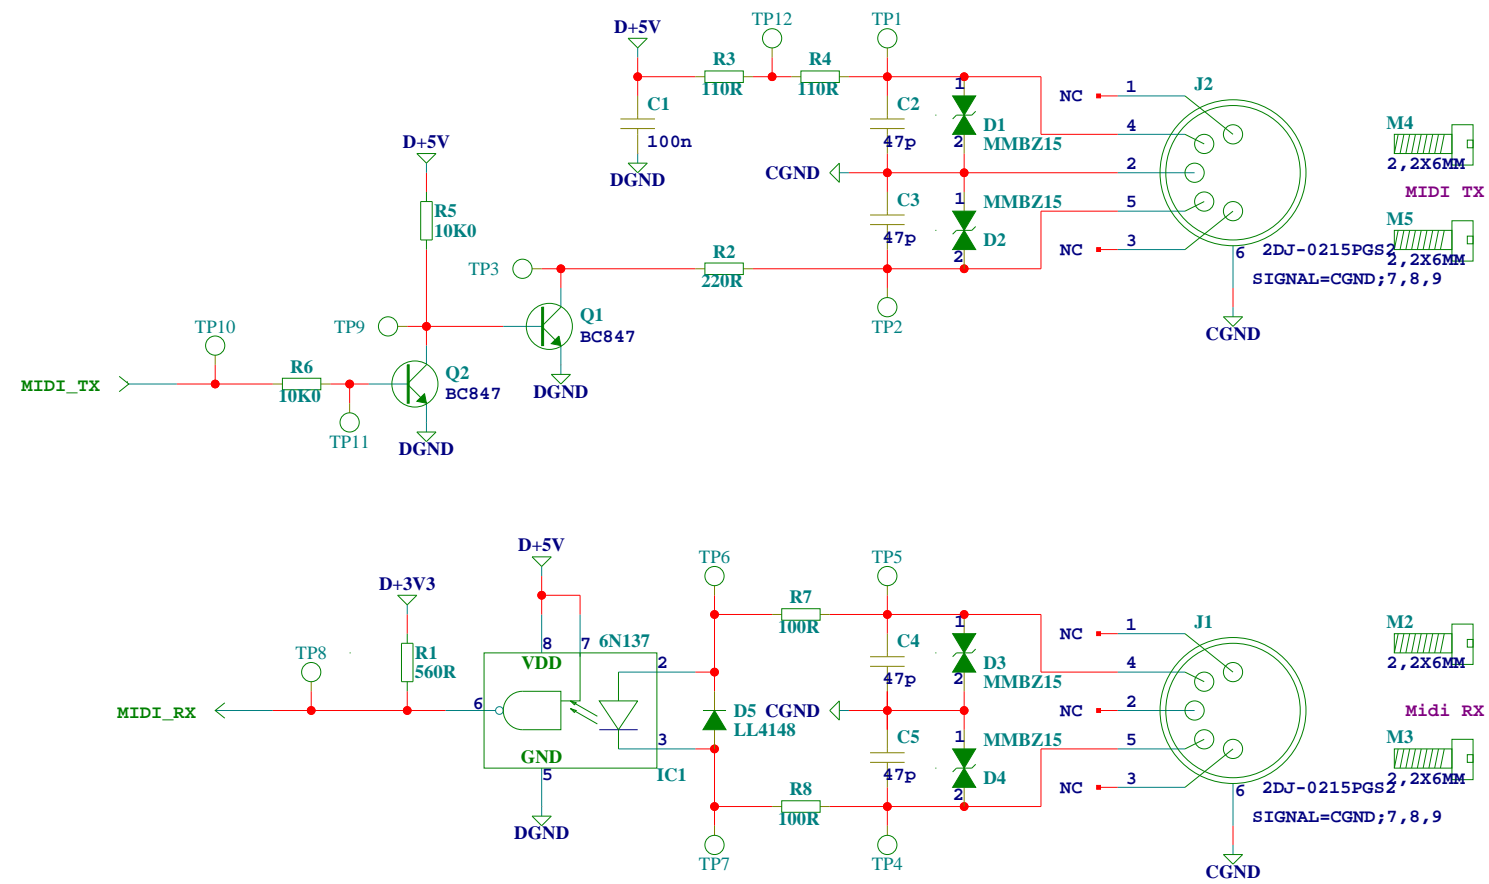 D+5V
TP12
TP1
R3
110R
R4
110R
C1
100n
DGND
C2
47p
1
D1
2
MMBZ15
NC
1
J2
4
2
5
NC
3
CGND
C3
47p
1
MMBZ15
D2
2
6
2DJ-0215PGS2
SIGNAL=CGND;7,8,9
CGND
M4
2,2X6MM
MIDI TX
M5
2,2X6MM
D+5V
R5
10K0
TP3
R2
220R
TP2
TP9
Q1
BC847
DGND
TP10
MIDI_TX
R6
10K0
TP11
Q2
BC847
DGND
D+5V
D+3V3
TP8
R1
560R
MIDI_RX
8
7
6N137
VDD
2
6
3
GND
5
IC1
DGND
TP6
TP5
R7
100R
D5
LL4148
CGND
C4
47p
1
D3
2
MMBZ15
C5
47p
1
MMBZ15
D4
2
R8
100R
TP7
TP4
NC
1
J1
4
NC
2
5
NC
3
6
2DJ-0215PGS2
SIGNAL=CGND;7,8,9
CGND
M2
2,2X6MM
Midi RX
M3
2,2X6MM